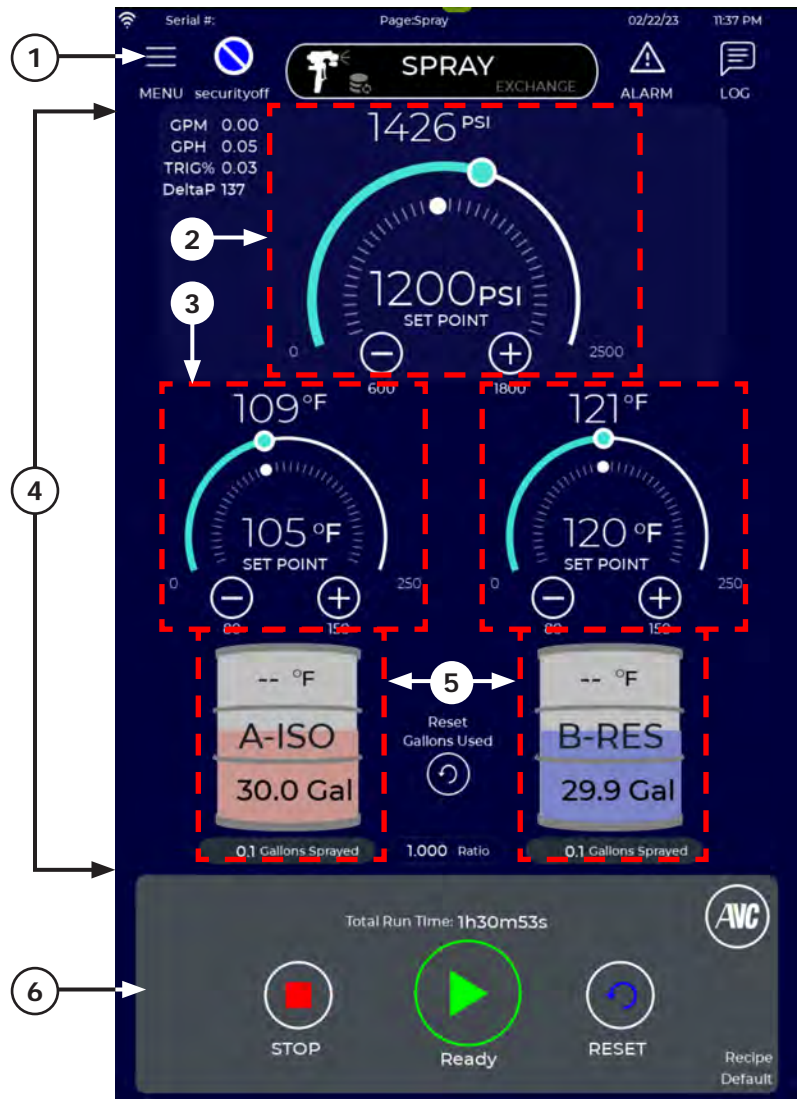 Serial #: Page:Spray 02/22/23 11:37 PM
1
MENU securityoff SPRAY EXCHANGE ALARM LOG
GPM 0.00
GPH 0.05
TRIG% 0.03
DeltaP 137
1426 PSI
2
1200 PSI
SET POINT
0 2500
600 1800
3
109 °F 121 °F
4
105 °F 120 °F
SET POINT SET POINT
0 250 0 250
80 150 80 150
-- °F 5 -- °F
Reset
Gallons Used
A-ISO B-RES
30.0 Gal 29.9 Gal
0.1 Gallons Sprayed 1.000 Ratio 0.1 Gallons Sprayed
AVC
Total Run Time: 1h30m53s
6
STOP Ready RESET
Recipe
Default